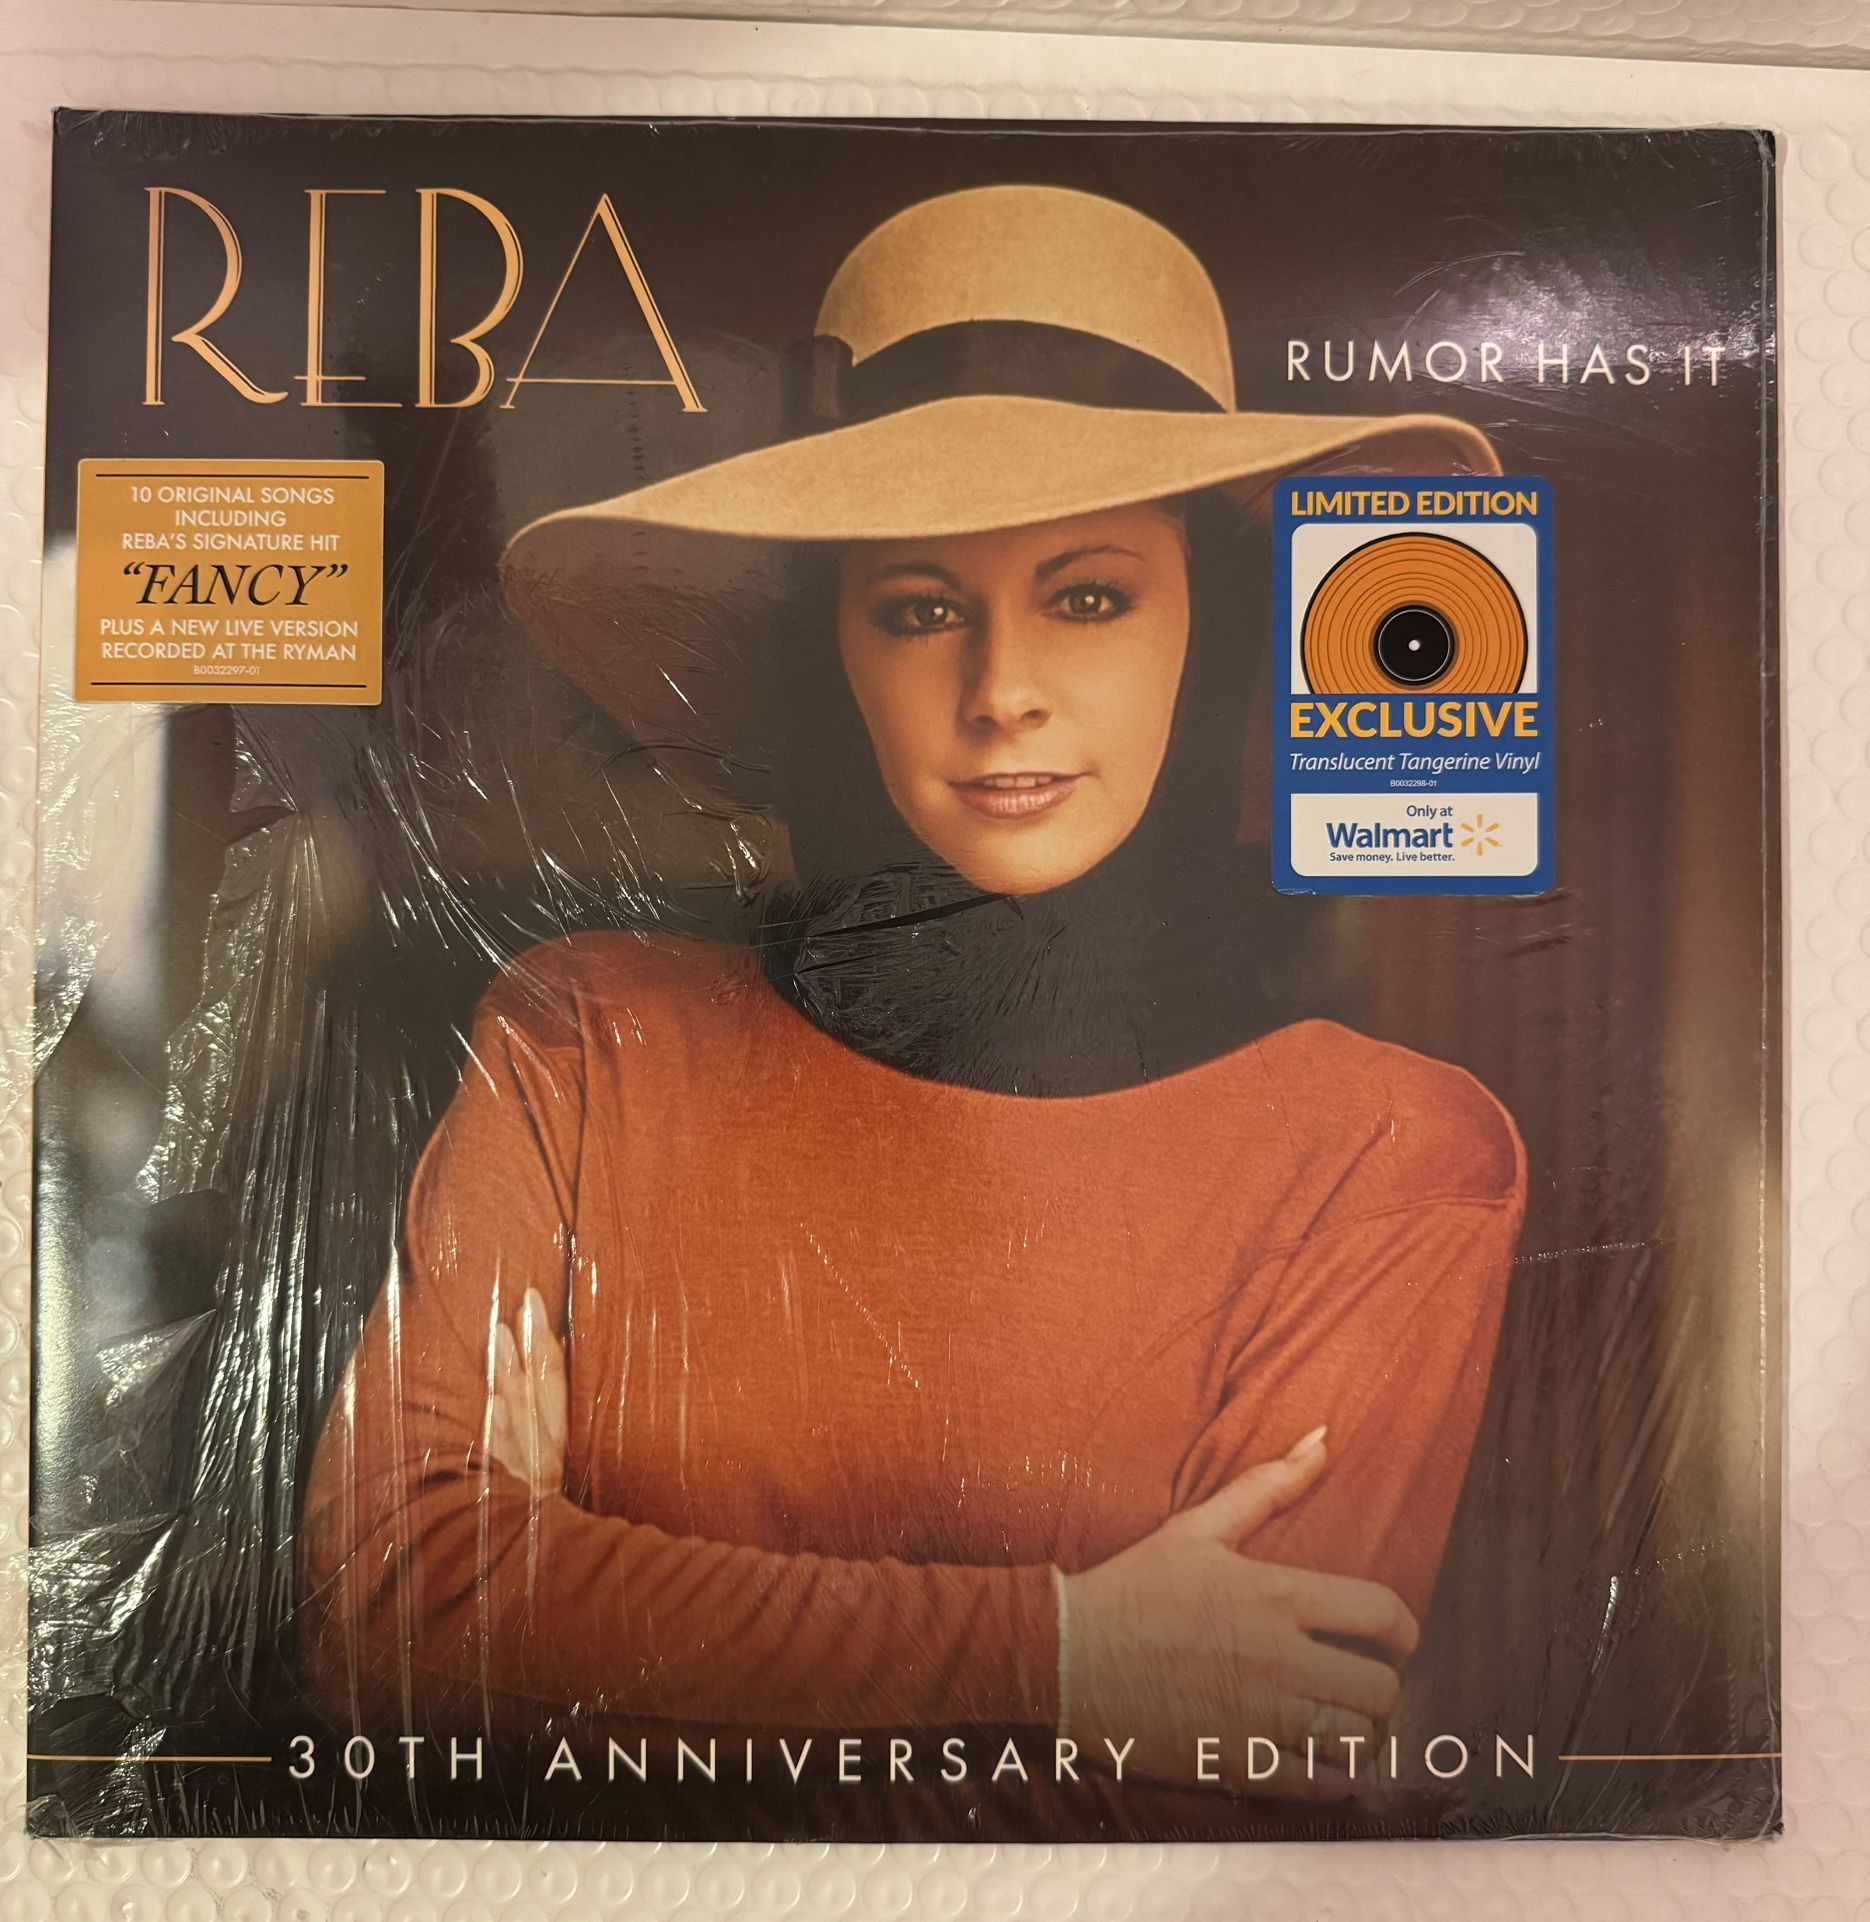 REBA
RUMOR HAS IT
10 ORIGINAL SONGS
INCLUDING
REBA'S SIGNATURE HIT
“FANCY”
PLUS A NEW LIVE VERSION
RECORDED AT THE RYMAN
B0032297-01
LIMITED EDITION
EXCLUSIVE
Translucent Tangerine Vinyl
B0032298-01
Only at
Walmart
Save money. Live better.
30TH ANNIVERSARY EDITION